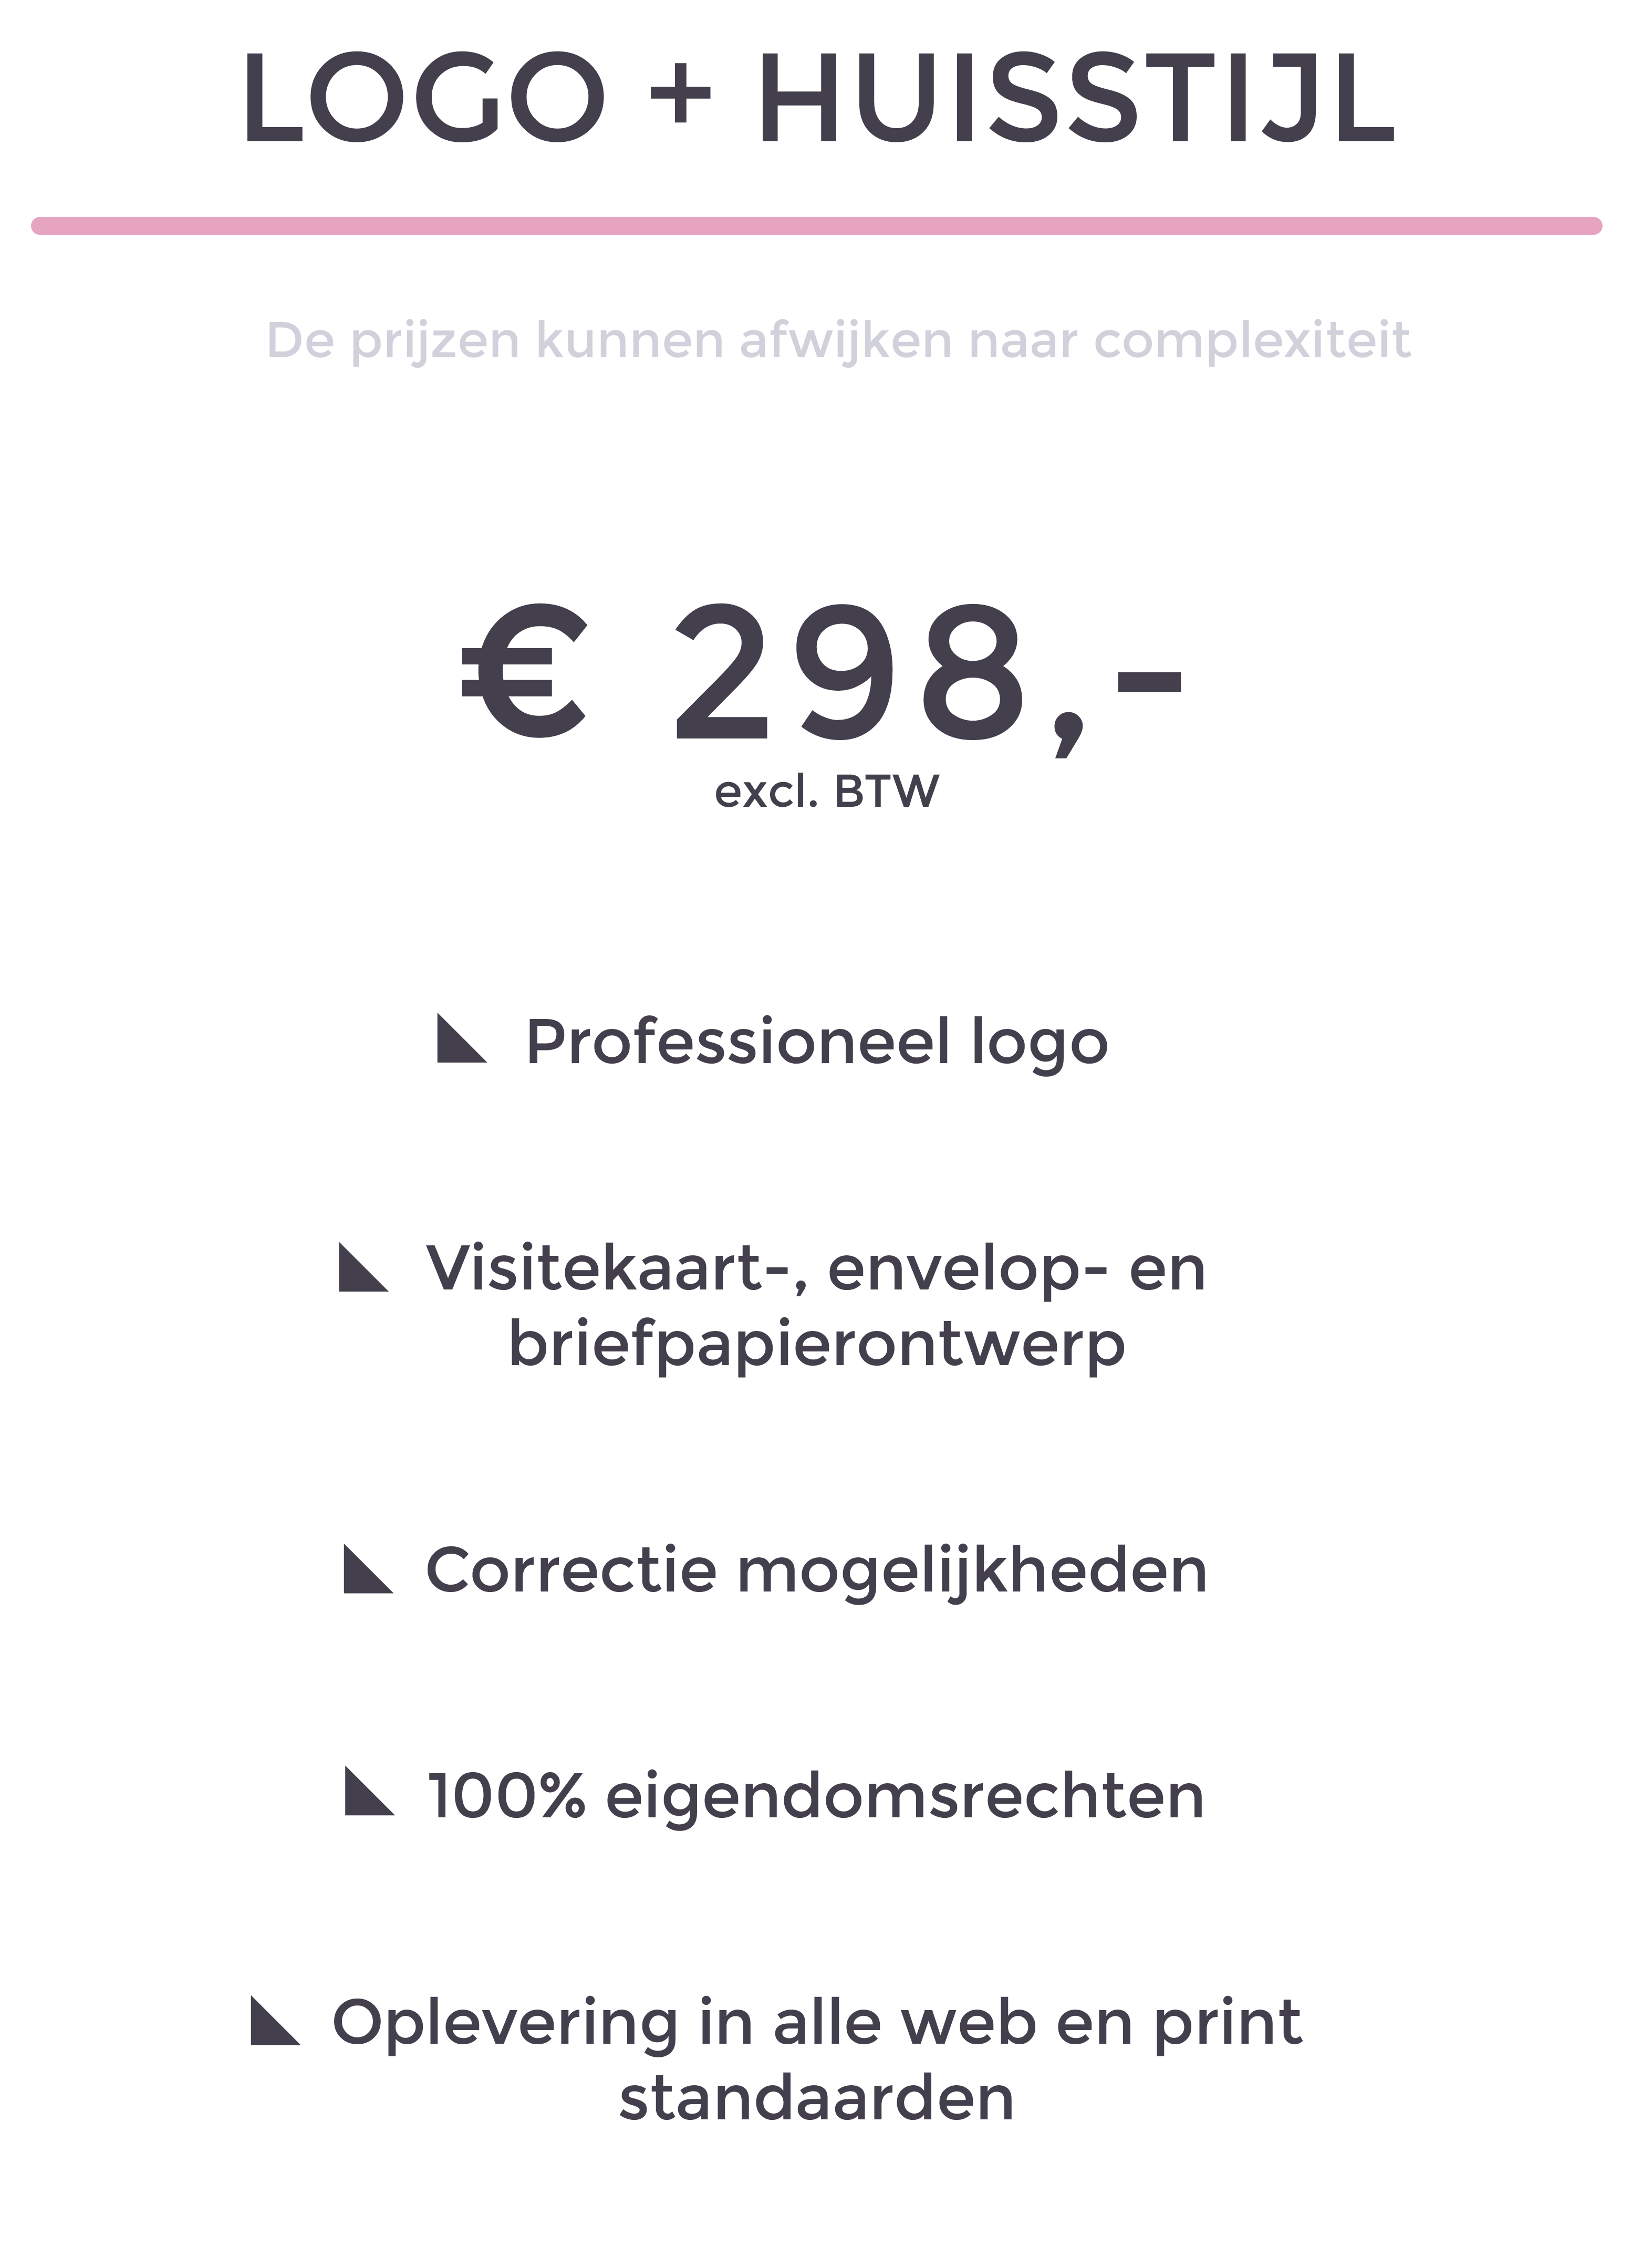 LOGO + HUISSTIJL
De prijzen kunnen afwijken naar complexiteit
€ 298,-
excl. BTW
Professioneel logo
Visitekaart-, envelop- en
briefpapierontwerp
Correctie mogelijkheden
100% eigendomsrechten
Oplevering in alle web en print
standaarden